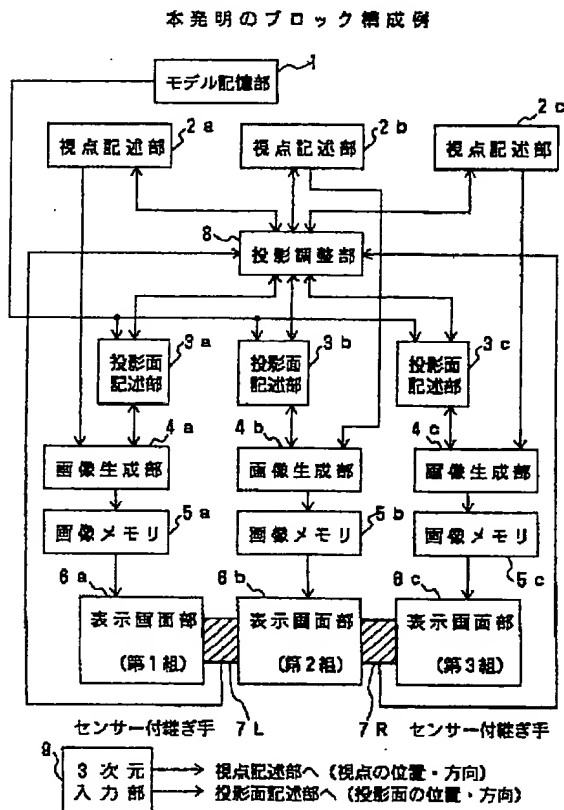 本発明のブロック構成例
1
モデル記憶部
2a
2b
2c
視点記述部
視点記述部
視点記述部
8
投影調整部
3a
3b
3c
投影面
記述部
投影面
記述部
投影面
記述部
4a
4b
4c
画像生成部
画像生成部
画像生成部
画像メモリ
5a
画像メモリ
5b
画像メモリ
5c
6a
6b
6c
表示画面部
(第1組)
表示画面部
(第2組)
表示画面部
(第3組)
センサー付継ぎ手
7L
7R
センサー付継ぎ手
9
3次元
入力部
視点記述部へ(視点の位置・方向)
投影面記述部へ(投影面の位置・方向)